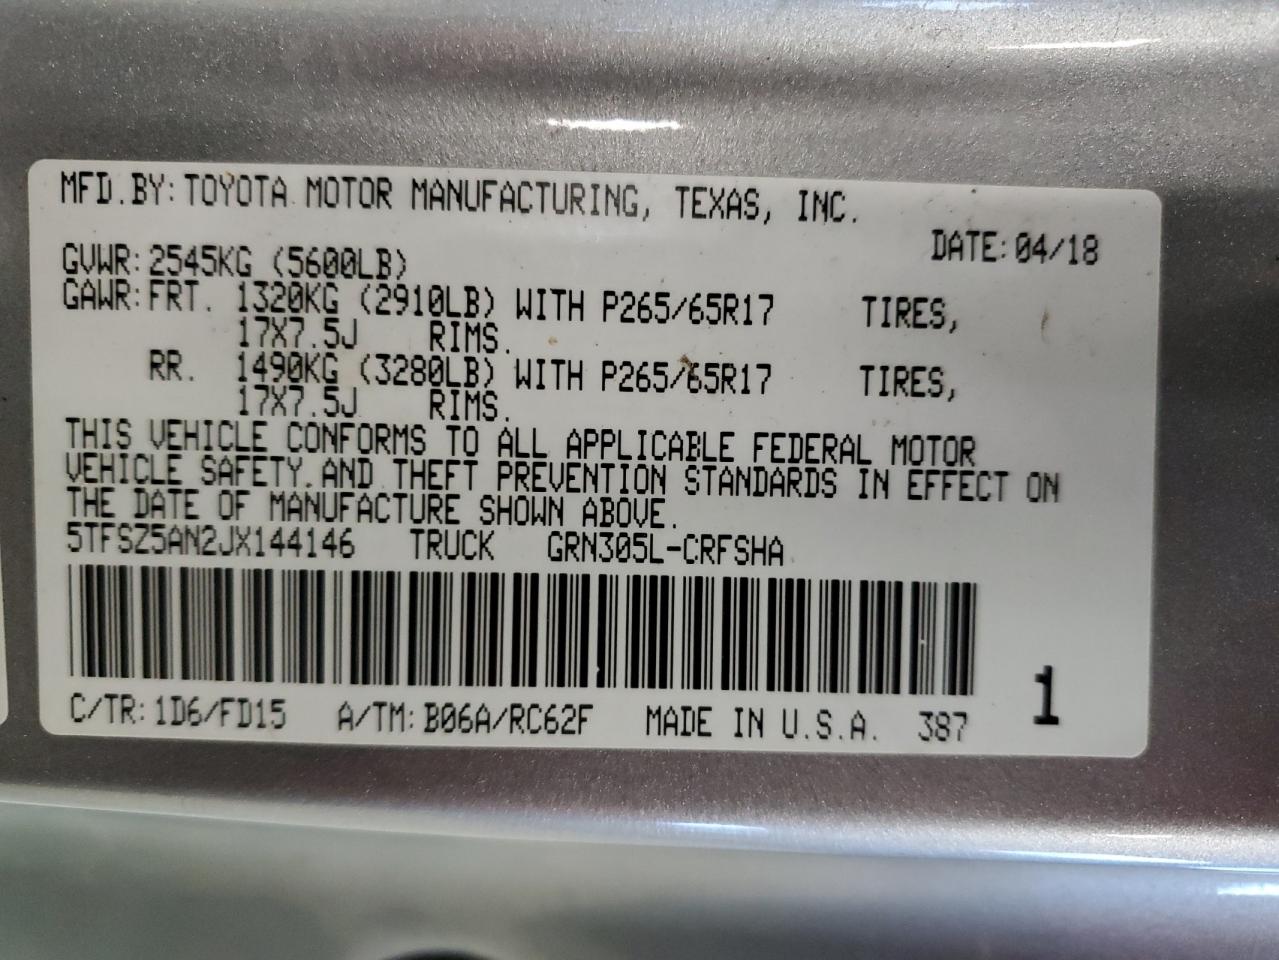 MFD.BY: TOYOTA MOTOR MANUFACTURING, TEXAS, INC.
DATE: 04/18
GVWR: 2545KG (5600LB)
GAWR: FRT. 1320KG (2910LB) WITH P265/65R17 TIRES,
17X7.5J RIMS.
RR. 1490KG (3280LB) WITH P265/65R17 TIRES,
17X7.5J RIMS.
THIS VEHICLE CONFORMS TO ALL APPLICABLE FEDERAL MOTOR
VEHICLE SAFETY AND THEFT PREVENTION STANDARDS IN EFFECT ON
THE DATE OF MANUFACTURE SHOWN ABOVE.
5TFSZ5AN2JX144146 TRUCK GRN305L-CRFSHA
C/TR: 1D6/FD15 A/TM: B06A/RC62F MADE IN U.S.A. 387 1